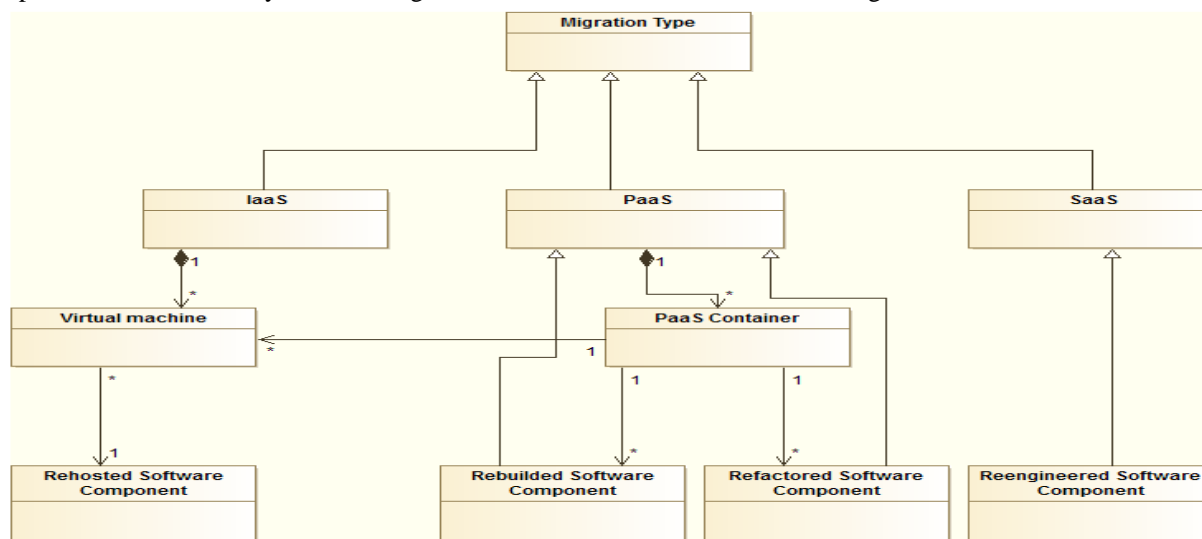 Migration Type
IaaS
PaaS
SaaS
1
1
*
*
Virtual machine
PaaS Container
*
1
*
1
1
1
*
*
Rehosted Software
Component
Rebuilded Software
Component
Refactored Software
Component
Reengineered Software
Component